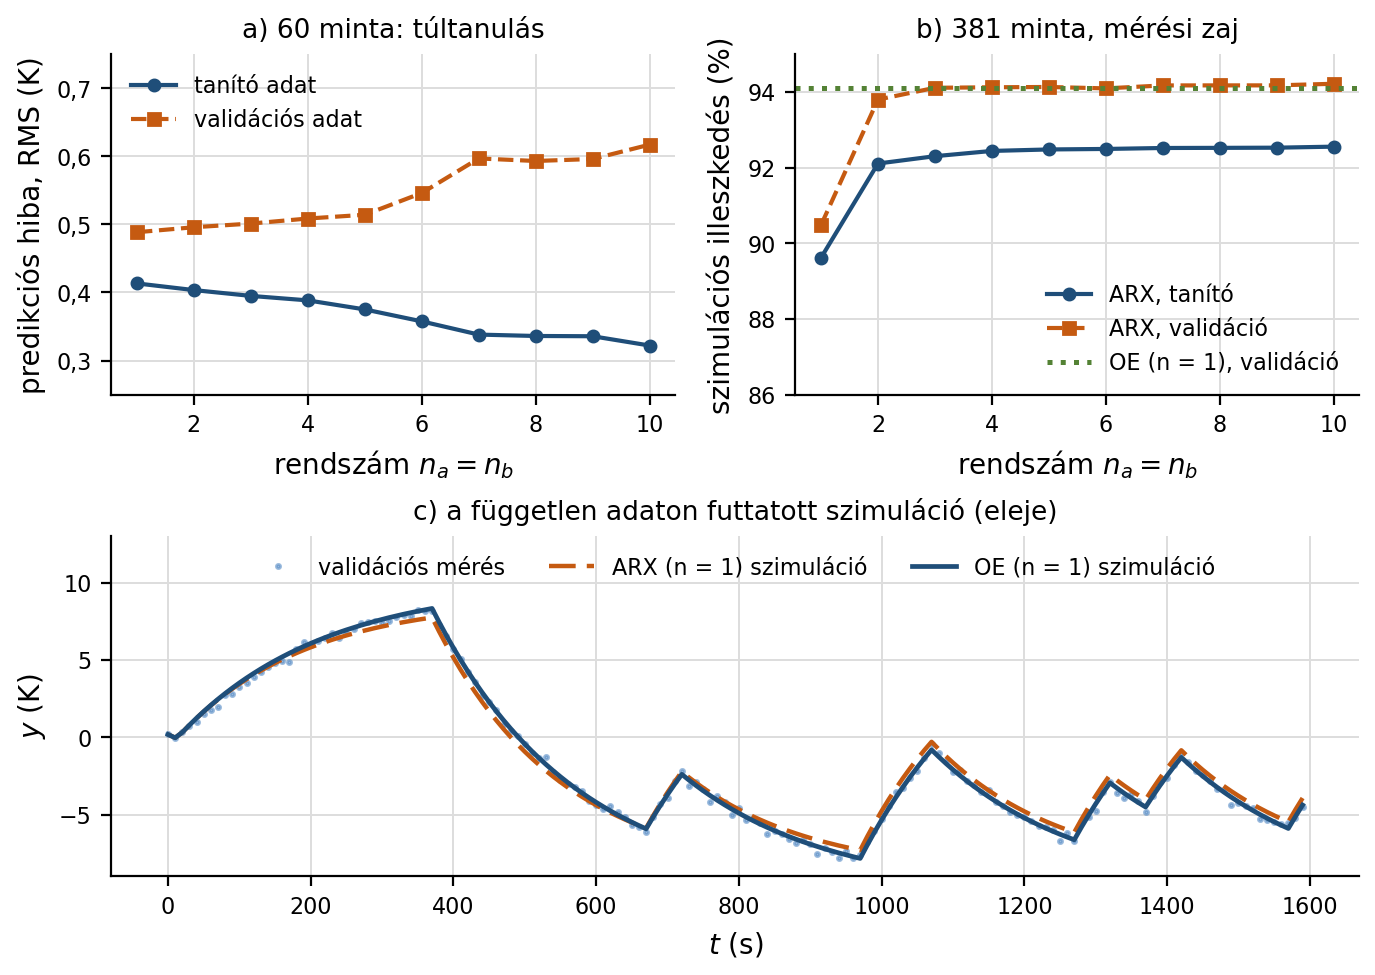 a) 60 minta: túltanulás
predikciós hiba, RMS (K)
0,7
0,6
0,5
0,4
0,3
tanító adat
validációs adat
2 4 6 8 10
rendszám nₐ = n_b
b) 381 minta, mérési zaj
szimulációs illeszkedés (%)
94
92
90
88
86
ARX, tanító
ARX, validáció
OE (n = 1), validáció
2 4 6 8 10
rendszám nₐ = n_b
c) a független adaton futtatott szimuláció (eleje)
validációs mérés ARX (n = 1) szimuláció OE (n = 1) szimuláció
y (K)
10
5
0
−5
0 200 400 600 800 1000 1200 1400 1600
t (s)